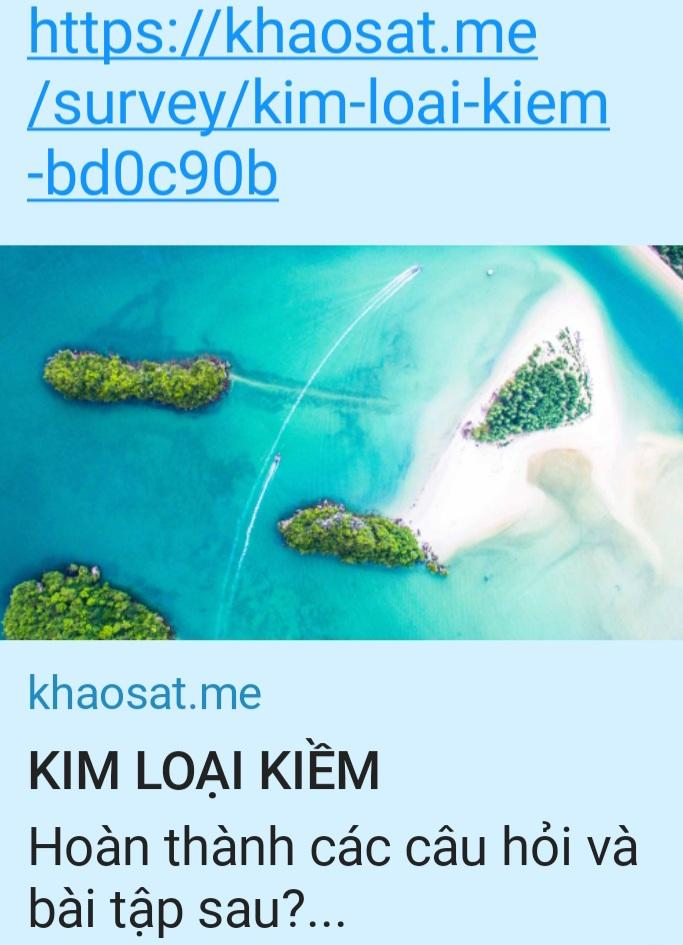 https://khaosat.me
/survey/kim-loai-kiem
-bd0c90b
khaosat.me
KIM LOẠI KIỀM
Hoàn thành các câu hỏi và
bài tập sau?...